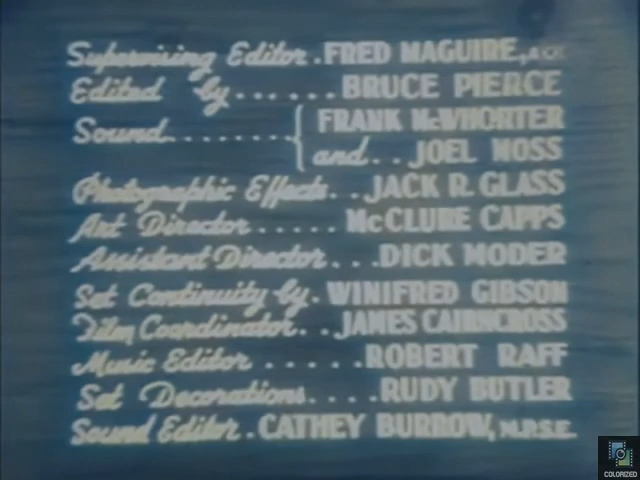 Supervising Editor . FRED MAGUIRE, A.C.E.
Edited by . . . . . . BRUCE PIERCE
Sound . . . . . . . . . { FRANK McWHORTER
and . . JOEL MOSS
Photographic Effects . . JACK R. GLASS
Art Director . . . . . McCLURE CAPPS
Assistant Director . . . DICK MODER
Set Continuity by . WINIFRED GIBSON
Film Coordinator . . JAMES CAIRNCROSS
Music Editor . . . . . ROBERT RAFF
Set Decorations . . . . RUDY BUTLER
Sound Editor . CATHEY BURROW, M.P.S.E.
COLORIZED